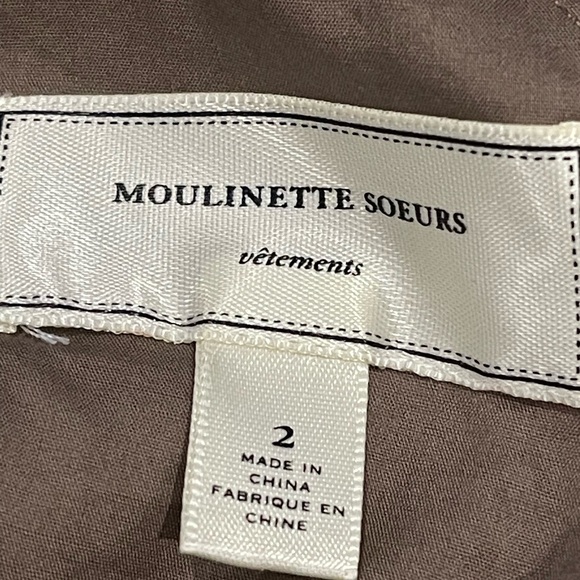 MOULINETTE SOEURS
vêtements
2
MADE IN
CHINA
FABRIQUE EN
CHINE